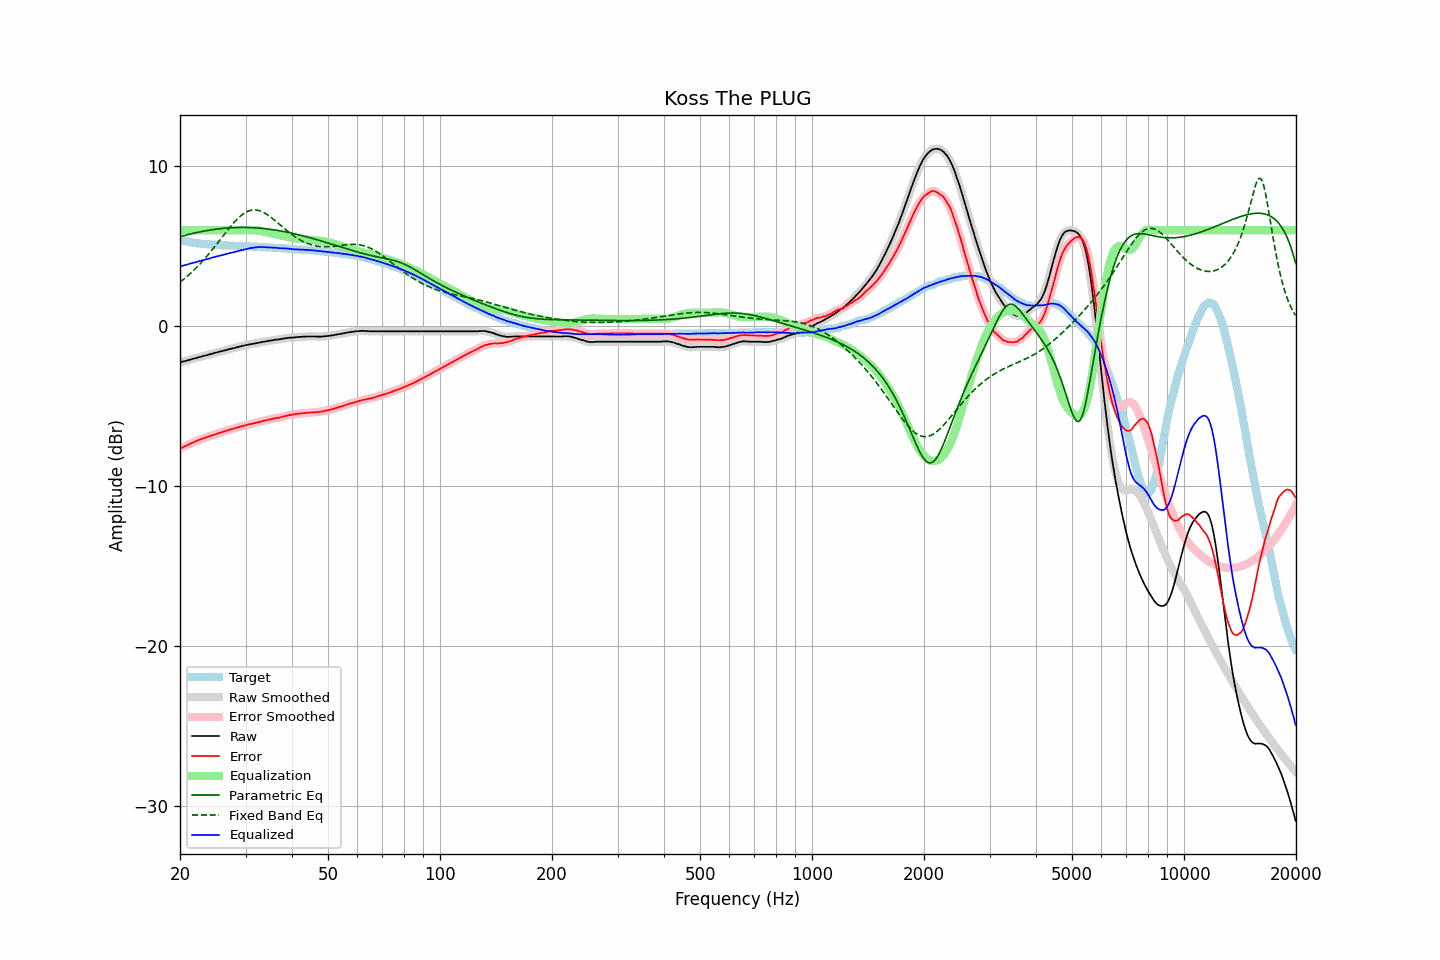 Koss The PLUG
10
0
−10
−20
−30
Amplitude (dBr)
Target
Raw Smoothed
Error Smoothed
Raw
Error
Equalization
Parametric Eq
Fixed Band Eq
Equalized
20 50 100 200 500 1000 2000 5000 10000 20000
Frequency (Hz)